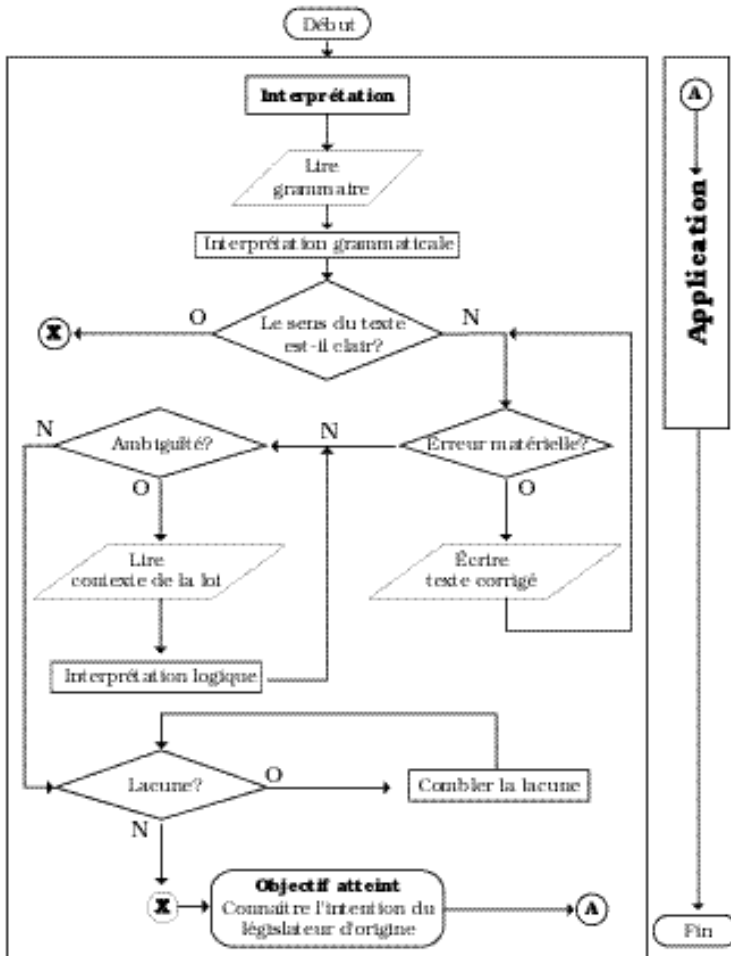 Début
Interprétation
Lire
grammaire
Interprétation grammaticale
Le sens du texte
est-il clair?
O
N
X
Erreur matérielle?
N
O
Ambiguïté?
N
O
Écrire
texte corrigé
Lire
contexte de la loi
Interprétation logique
Lacune?
O
N
Combler la lacune
X
Objectif atteint
Connaître l'intention du
législateur d'origine
A
A
Application
Fin